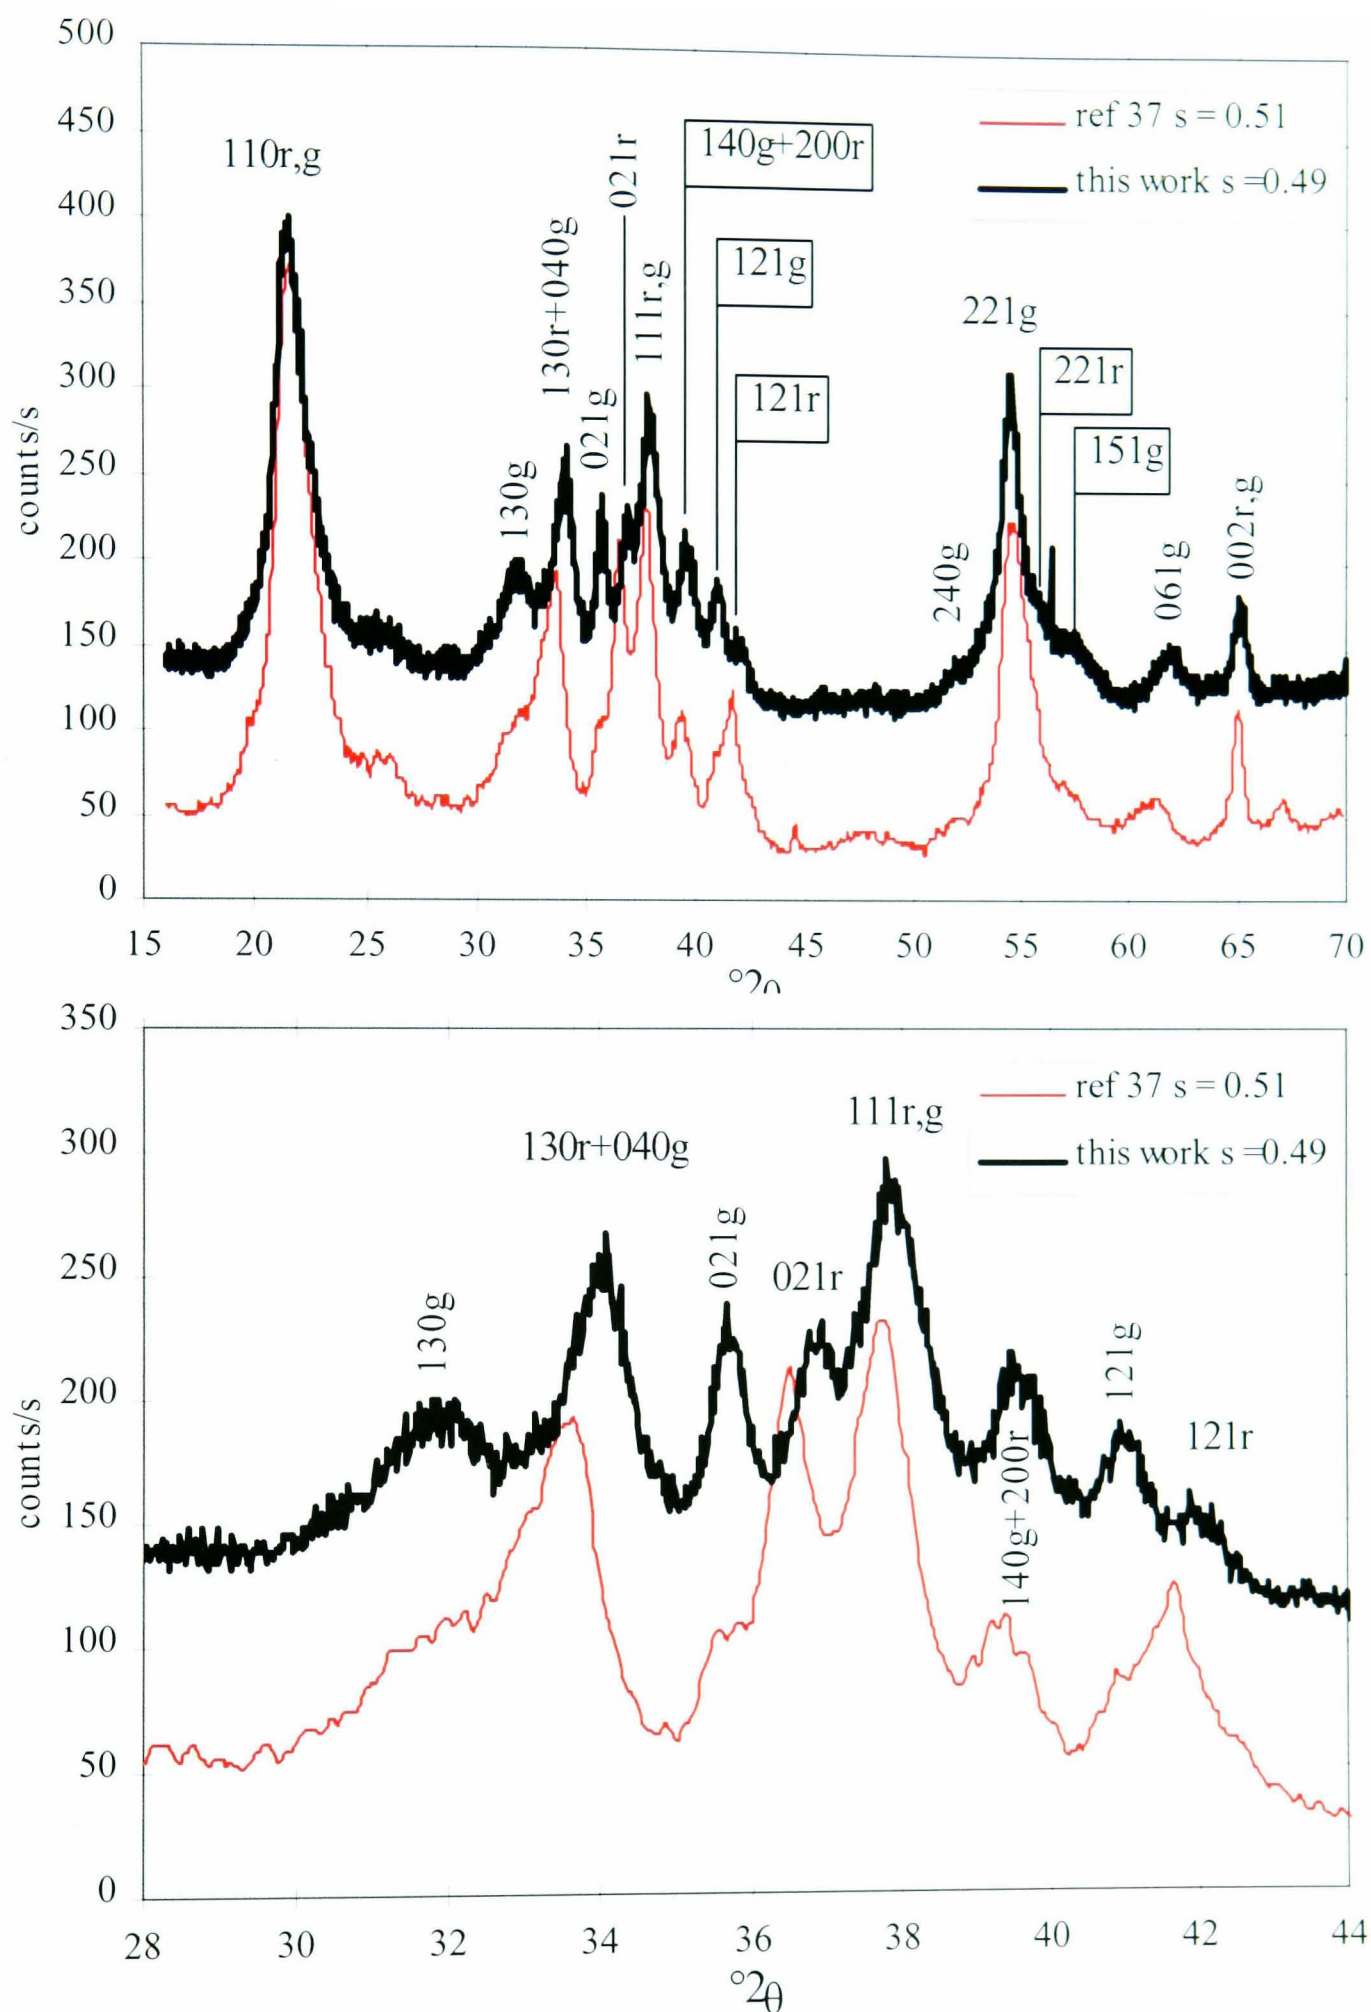 500
450
400
350
300
250
200
150
100
50
0
counts/s
15 20 25 30 35 40 45 50 55 60 65 70
°2θ
ref 37 s = 0.51
this work s =0.49
110r,g
130g
130r+040g
021g
021r
111r,g
140g+200r
121g
121r
240g
221g
221r
151g
061g
002r,g
350
300
250
200
150
100
50
0
counts/s
28 30 32 34 36 38 40 42 44
°2θ
ref 37 s = 0.51
this work s =0.49
130g
130r+040g
021g
021r
111r,g
140g+200r
121g
121r